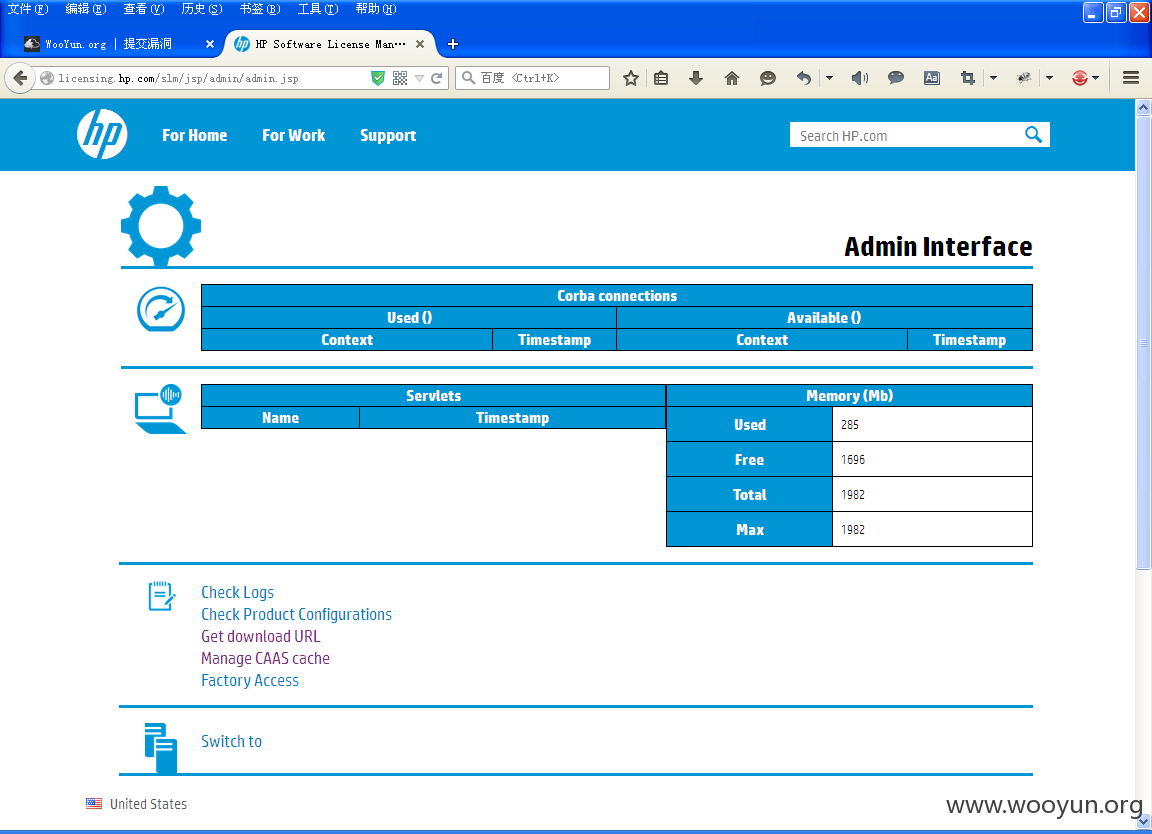 文件(F) 编辑(E) 查看(V) 历史(S) 书签(B) 工具(T) 帮助(H)
WooYun.org | 提交漏洞 HP Software License Man···
licensing.hp.com/slm/jsp/admin/admin.jsp 百度 <Ctrl+K>
hp For Home For Work Support Search HP.com
Admin Interface
Corba connections
Used () Available ()
Context Timestamp Context Timestamp
Servlets Memory (Mb)
Name Timestamp
Used 285
Free 1696
Total 1982
Max 1982
Check Logs
Check Product Configurations
Get download URL
Manage CAAS cache
Factory Access
Switch to
United States
www.wooyun.org